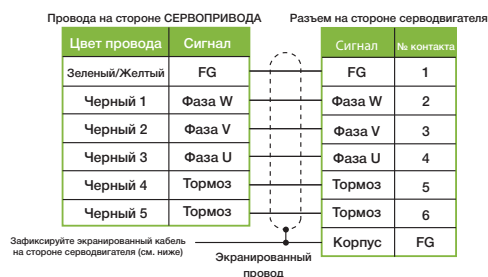 Провода на стороне СЕРВОПРИВОДА Разъем на стороне серводвигателя
Цвет провода Сигнал Сигнал № контакта
Зеленый/Желтый FG FG 1
Черный 1 Фаза W Фаза W 2
Черный 2 Фаза V Фаза V 3
Черный 3 Фаза U Фаза U 4
Черный 4 Тормоз Тормоз 5
Черный 5 Тормоз Тормоз 6
Зафиксируйте экранированный кабель
на стороне серводвигателя (см. ниже)
Корпус FG
Экранированный
провод